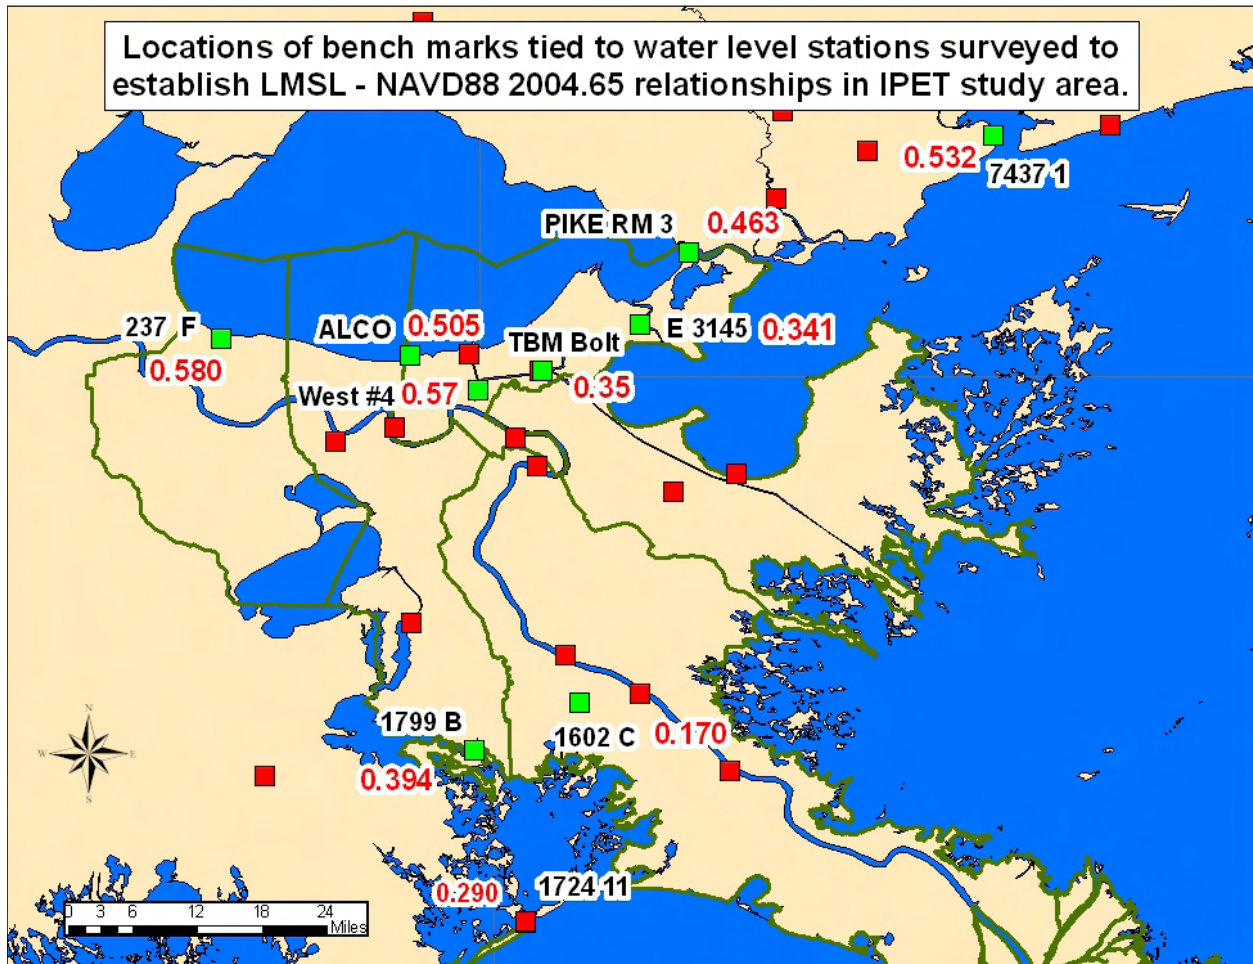 Locations of bench marks tied to water level stations surveyed to
establish LMSL - NAVD88 2004.65 relationships in IPET study area.
0.532
7437 1
PIKE RM 3 0.463
237 F
0.580
ALCO 0.505
TBM Bolt
E 3145 0.341
West #4 0.57
0.35
1799 B
0.394
1602 C 0.170
0.290 1724 11
N
W E
S
0 3 6 12 18 24
Miles